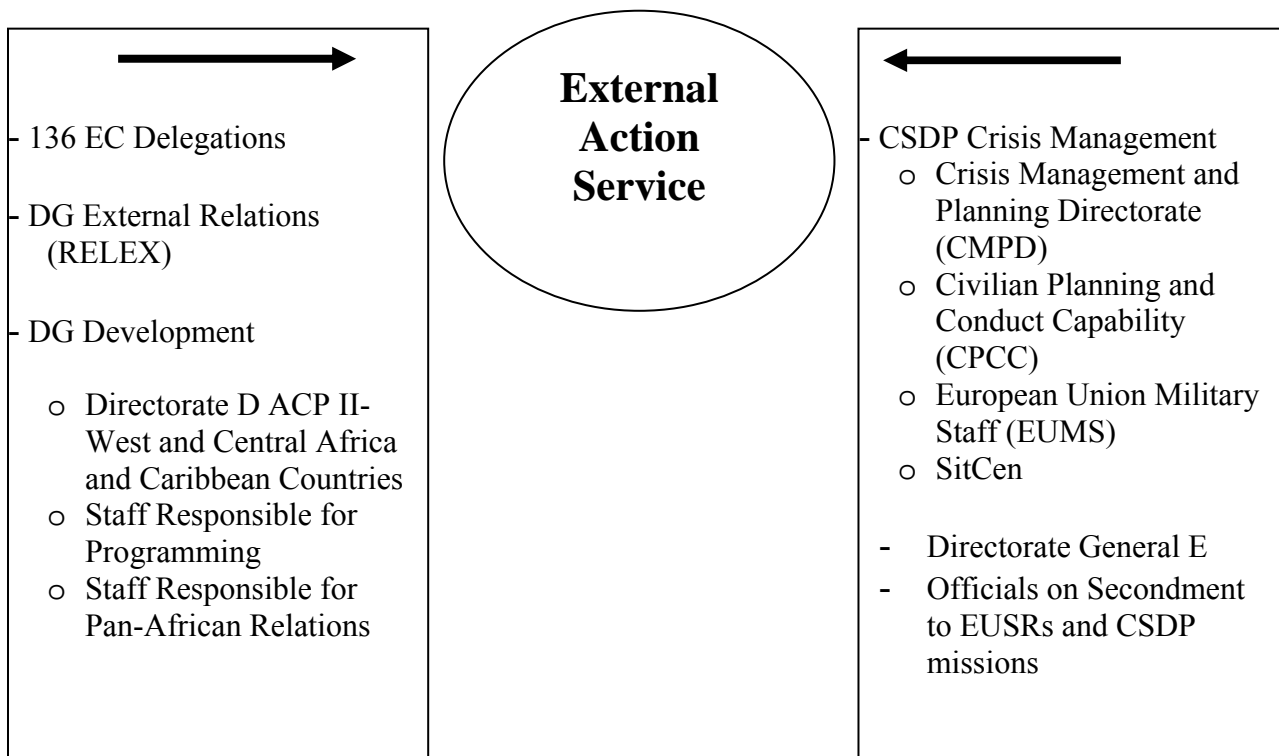 - 136 EC Delegations
- DG External Relations
(RELEX)
- DG Development
o Directorate D ACP II-
West and Central Africa
and Caribbean Countries
o Staff Responsible for
Programming
o Staff Responsible for
Pan-African Relations
External
Action
Service
- CSDP Crisis Management
o Crisis Management and
Planning Directorate
(CMPD)
o Civilian Planning and
Conduct Capability
(CPCC)
o European Union Military
Staff (EUMS)
o SitCen
- Directorate General E
- Officials on Secondment
to EUSRs and CSDP
missions